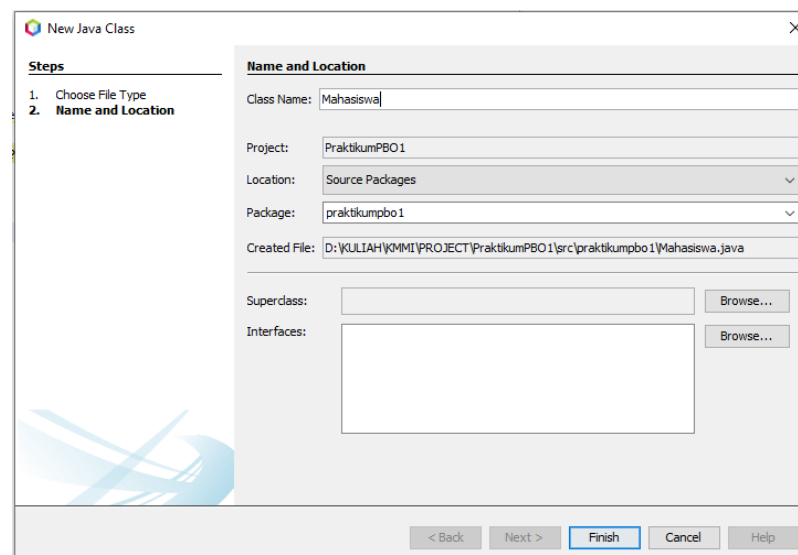 New Java Class
Steps
1. Choose File Type
2. Name and Location
Name and Location
Class Name: Mahasiswa
Project: PraktikumPBO1
Location: Source Packages
Package: praktikumpbo1
Created File: D:\KULIAH\KMMI\PROJECT\PraktikumPBO1\src\praktikumpbo1\Mahasiswa.java
Superclass: Browse...
Interfaces: Browse...
< Back Next > Finish Cancel Help